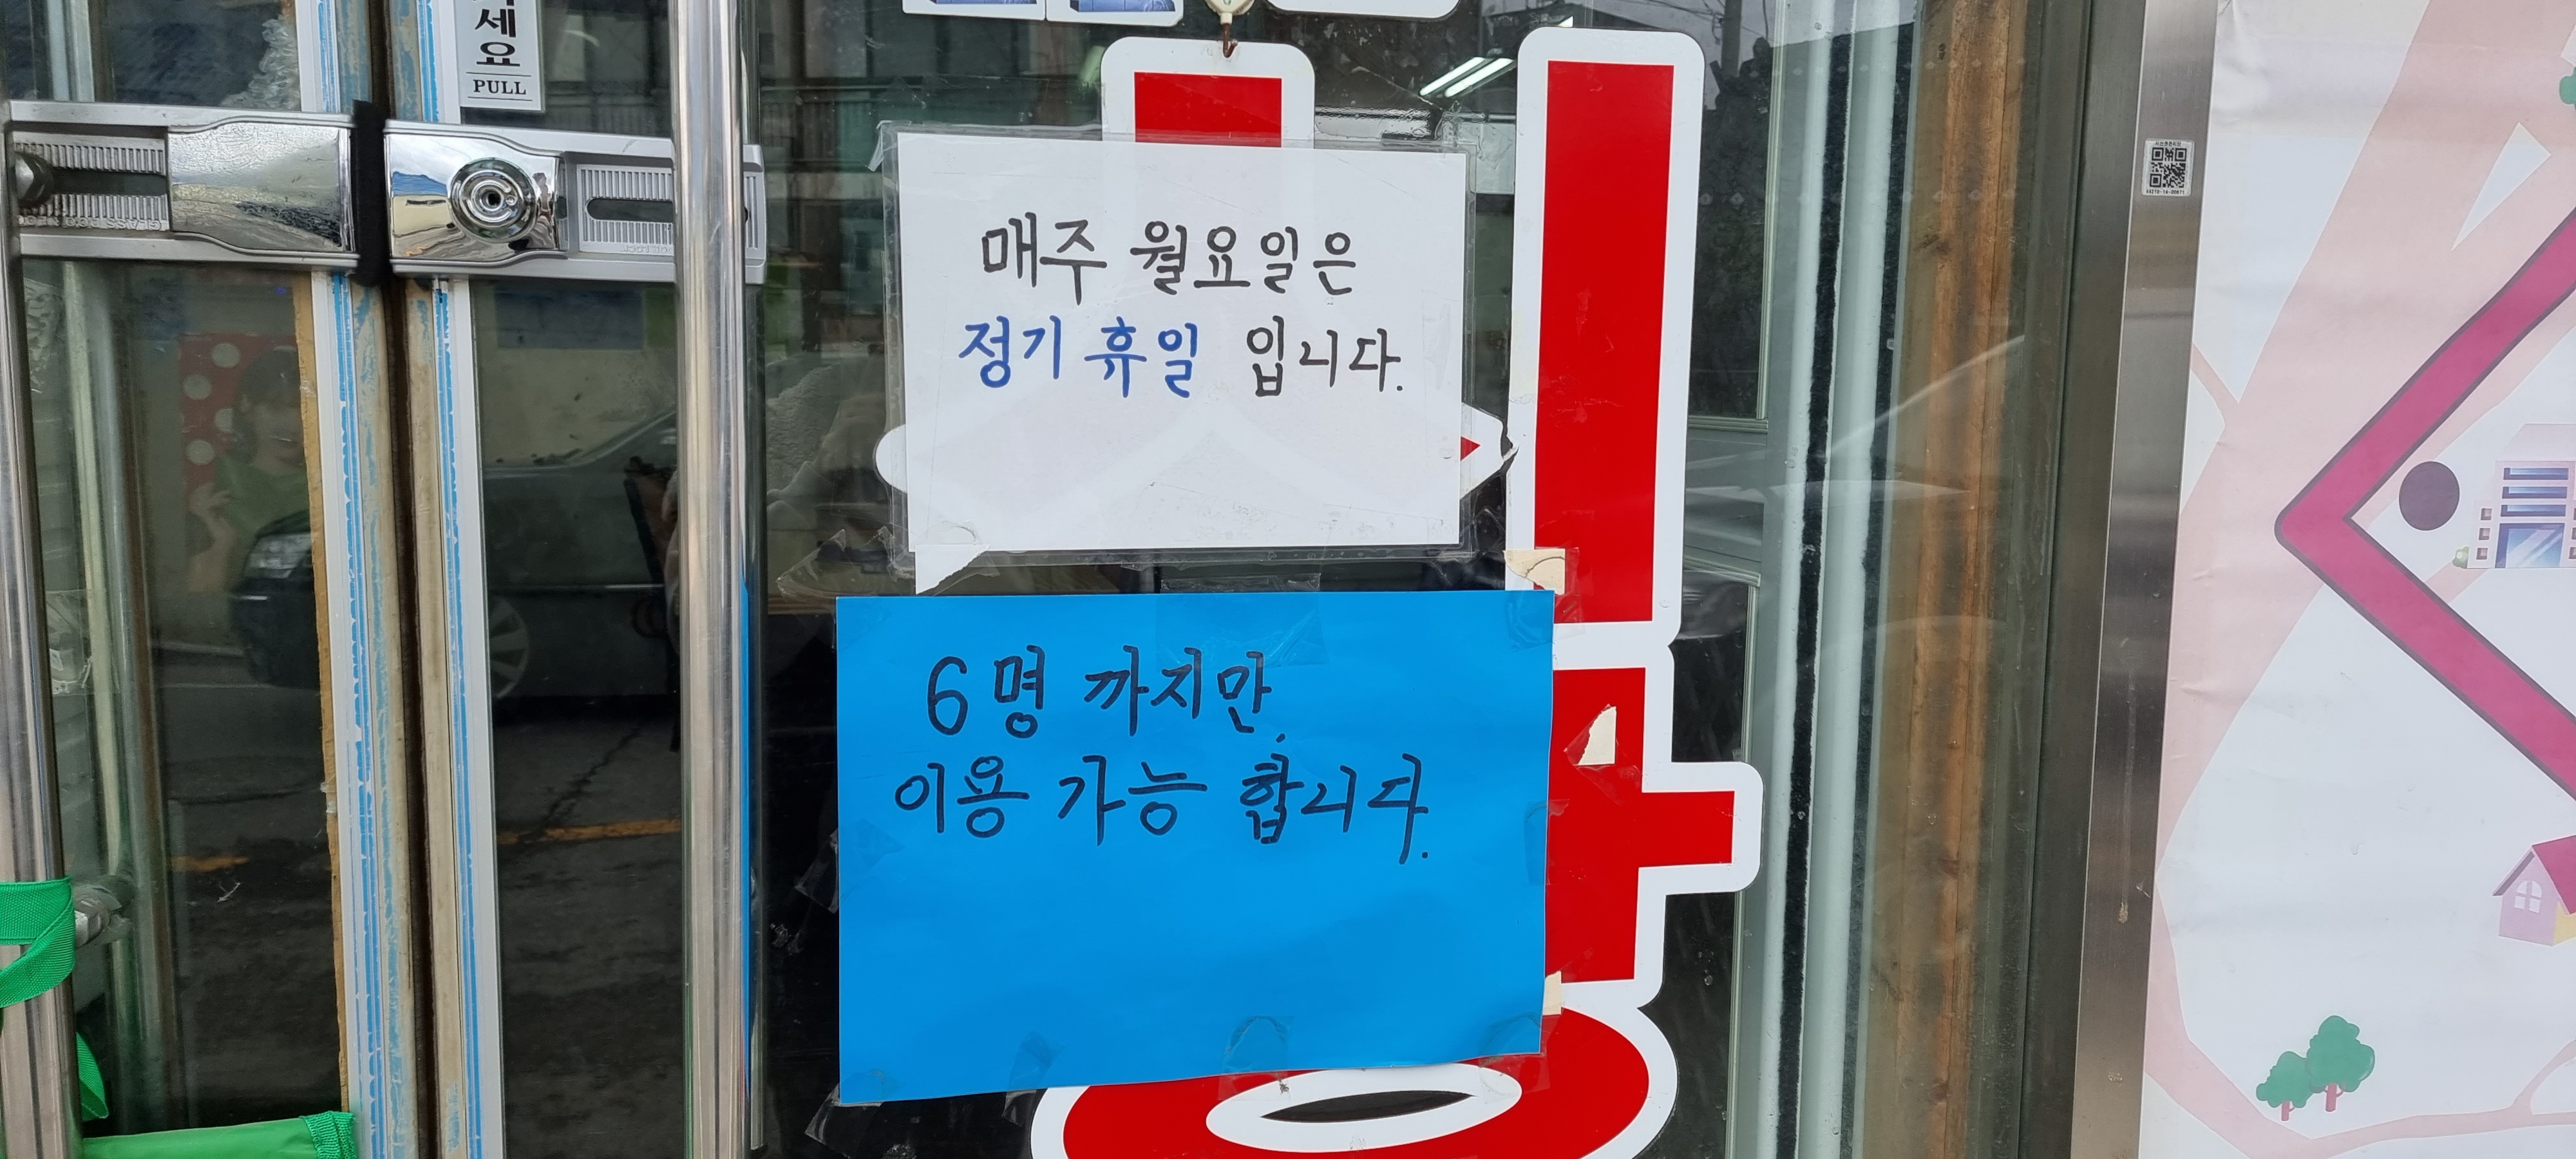 세
요
PULL
매주 월요일은
정기 휴일 입니다.
6명 까지만
이용 가능 합니다.